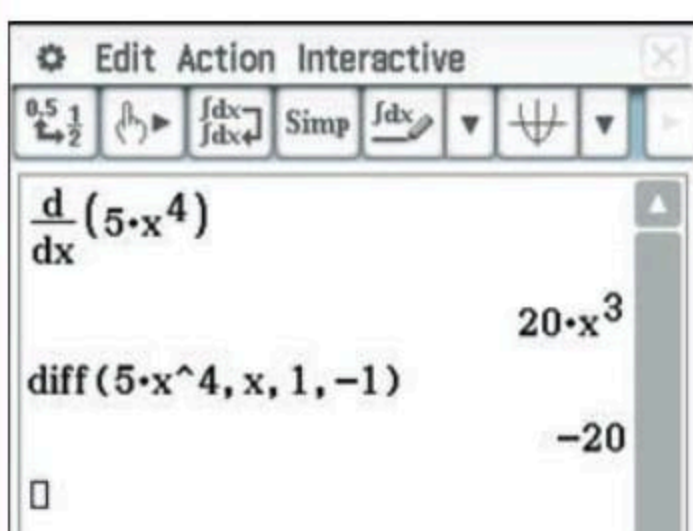 Edit Action Interactive
0.5 1/2 ∫dx ∫dx Simp ∫dx
d/dx (5·x^4)
20·x^3
diff(5·x^4,x,1,−1)
−20